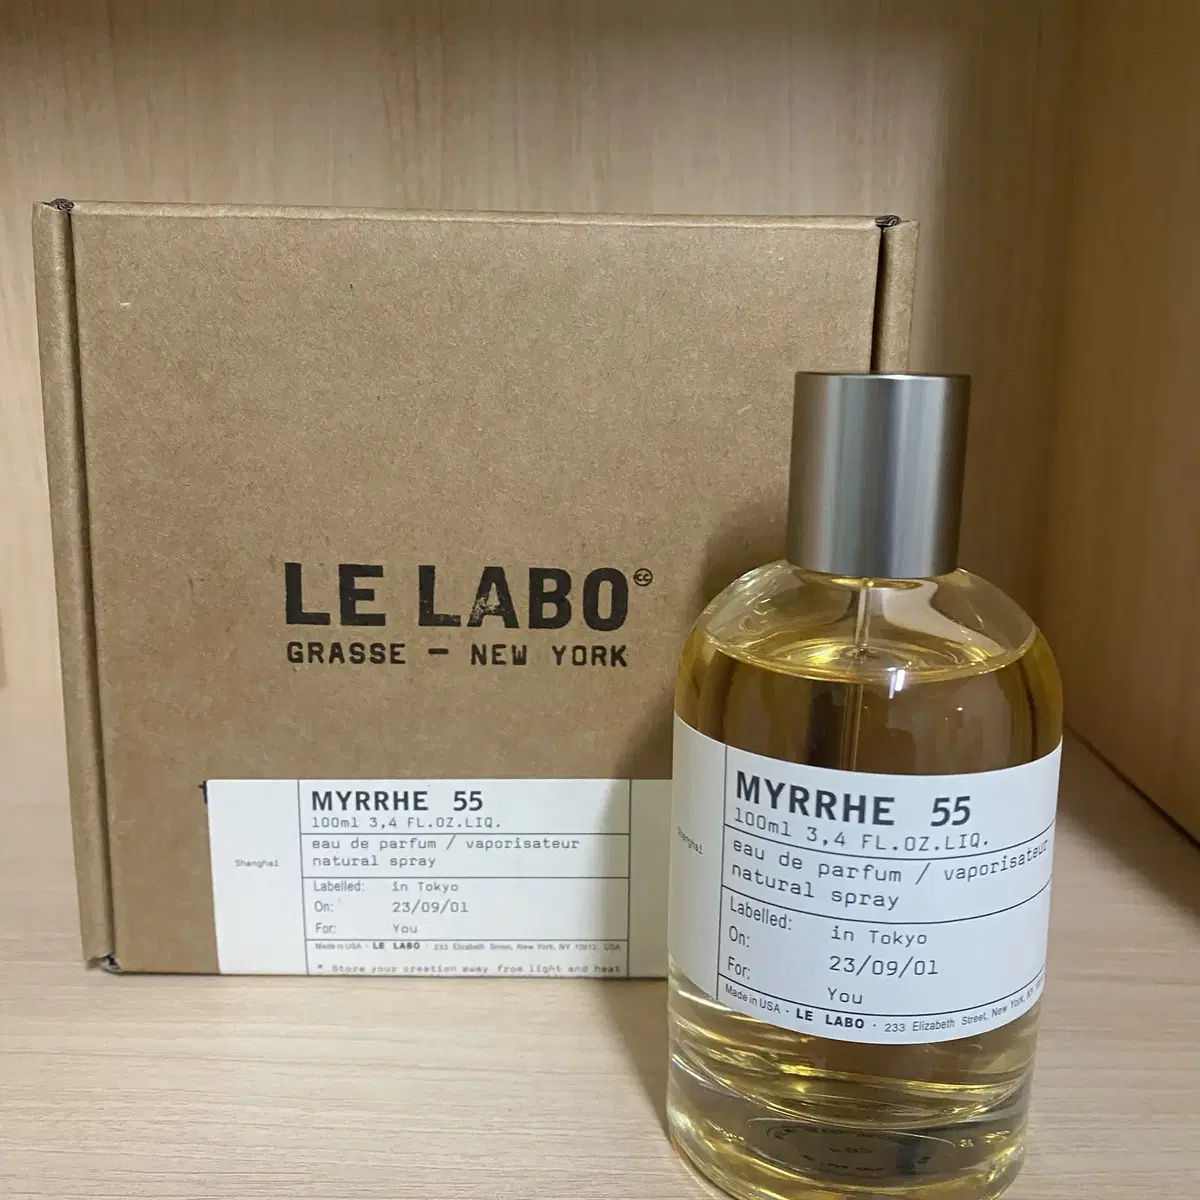 LE LABO
GRASSE — NEW YORK
MYRRHE 55
100ml 3,4 FL.OZ.LIQ.
eau de parfum / vaporisateur
natural spray
Shanghai
Labelled: in Tokyo
On: 23/09/01
For: You
Made in USA · LE LABO · 233 Elizabeth Street, New York, NY 10012, USA
* Store your creation away from light and heat
MYRRHE 55
100ml 3,4 FL.OZ.LIQ.
eau de parfum / vaporisateur
natural spray
Shanghai
Labelled: in Tokyo
On: 23/09/01
For: You
Made in USA · LE LABO · 233 Elizabeth Street, New York, NY